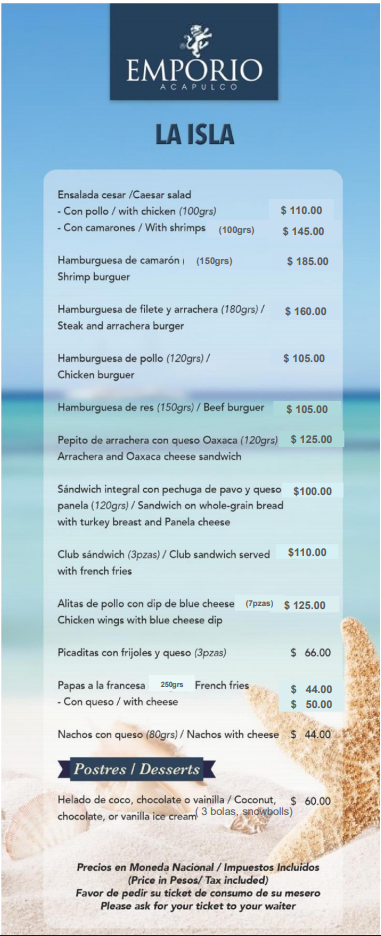 EMPORIO
ACAPULCO
LA ISLA
Ensalada cesar /Caesar salad
- Con pollo / with chicken (100grs) $ 110.00
- Con camarones / With shrimps (100grs) $ 145.00
Hamburguesa de camarón (150grs) $ 185.00
Shrimp burguer
Hamburguesa de filete y arrachera (180grs) / $ 160.00
Steak and arrachera burger
Hamburguesa de pollo (120grs) / $ 105.00
Chicken burguer
Hamburguesa de res (150grs) / Beef burguer $ 105.00
Pepito de arrachera con queso Oaxaca (120grs) $ 125.00
Arrachera and Oaxaca cheese sandwich
Sándwich integral con pechuga de pavo y queso $100.00
panela (120grs) / Sandwich on whole-grain bread
with turkey breast and Panela cheese
Club sándwich (3pzas) / Club sandwich served $110.00
with french fries
Alitas de pollo con dip de blue cheese (7pzas) $ 125.00
Chicken wings with blue cheese dip
Picaditas con frijoles y queso (3pzas) $ 66.00
Papas a la francesa 250grs French fries $ 44.00
- Con queso / with cheese $ 50.00
Nachos con queso (80grs) / Nachos with cheese $ 44.00
Postres / Desserts
Helado de coco, chocolate o vainilla / Coconut, $ 60.00
chocolate, or vanilla ice cream( 3 bolas, snowbolls)
Precios en Moneda Nacional / Impuestos Incluidos
(Price in Pesos/ Tax included)
Favor de pedir su ticket de consumo de su mesero
Please ask for your ticket to your waiter